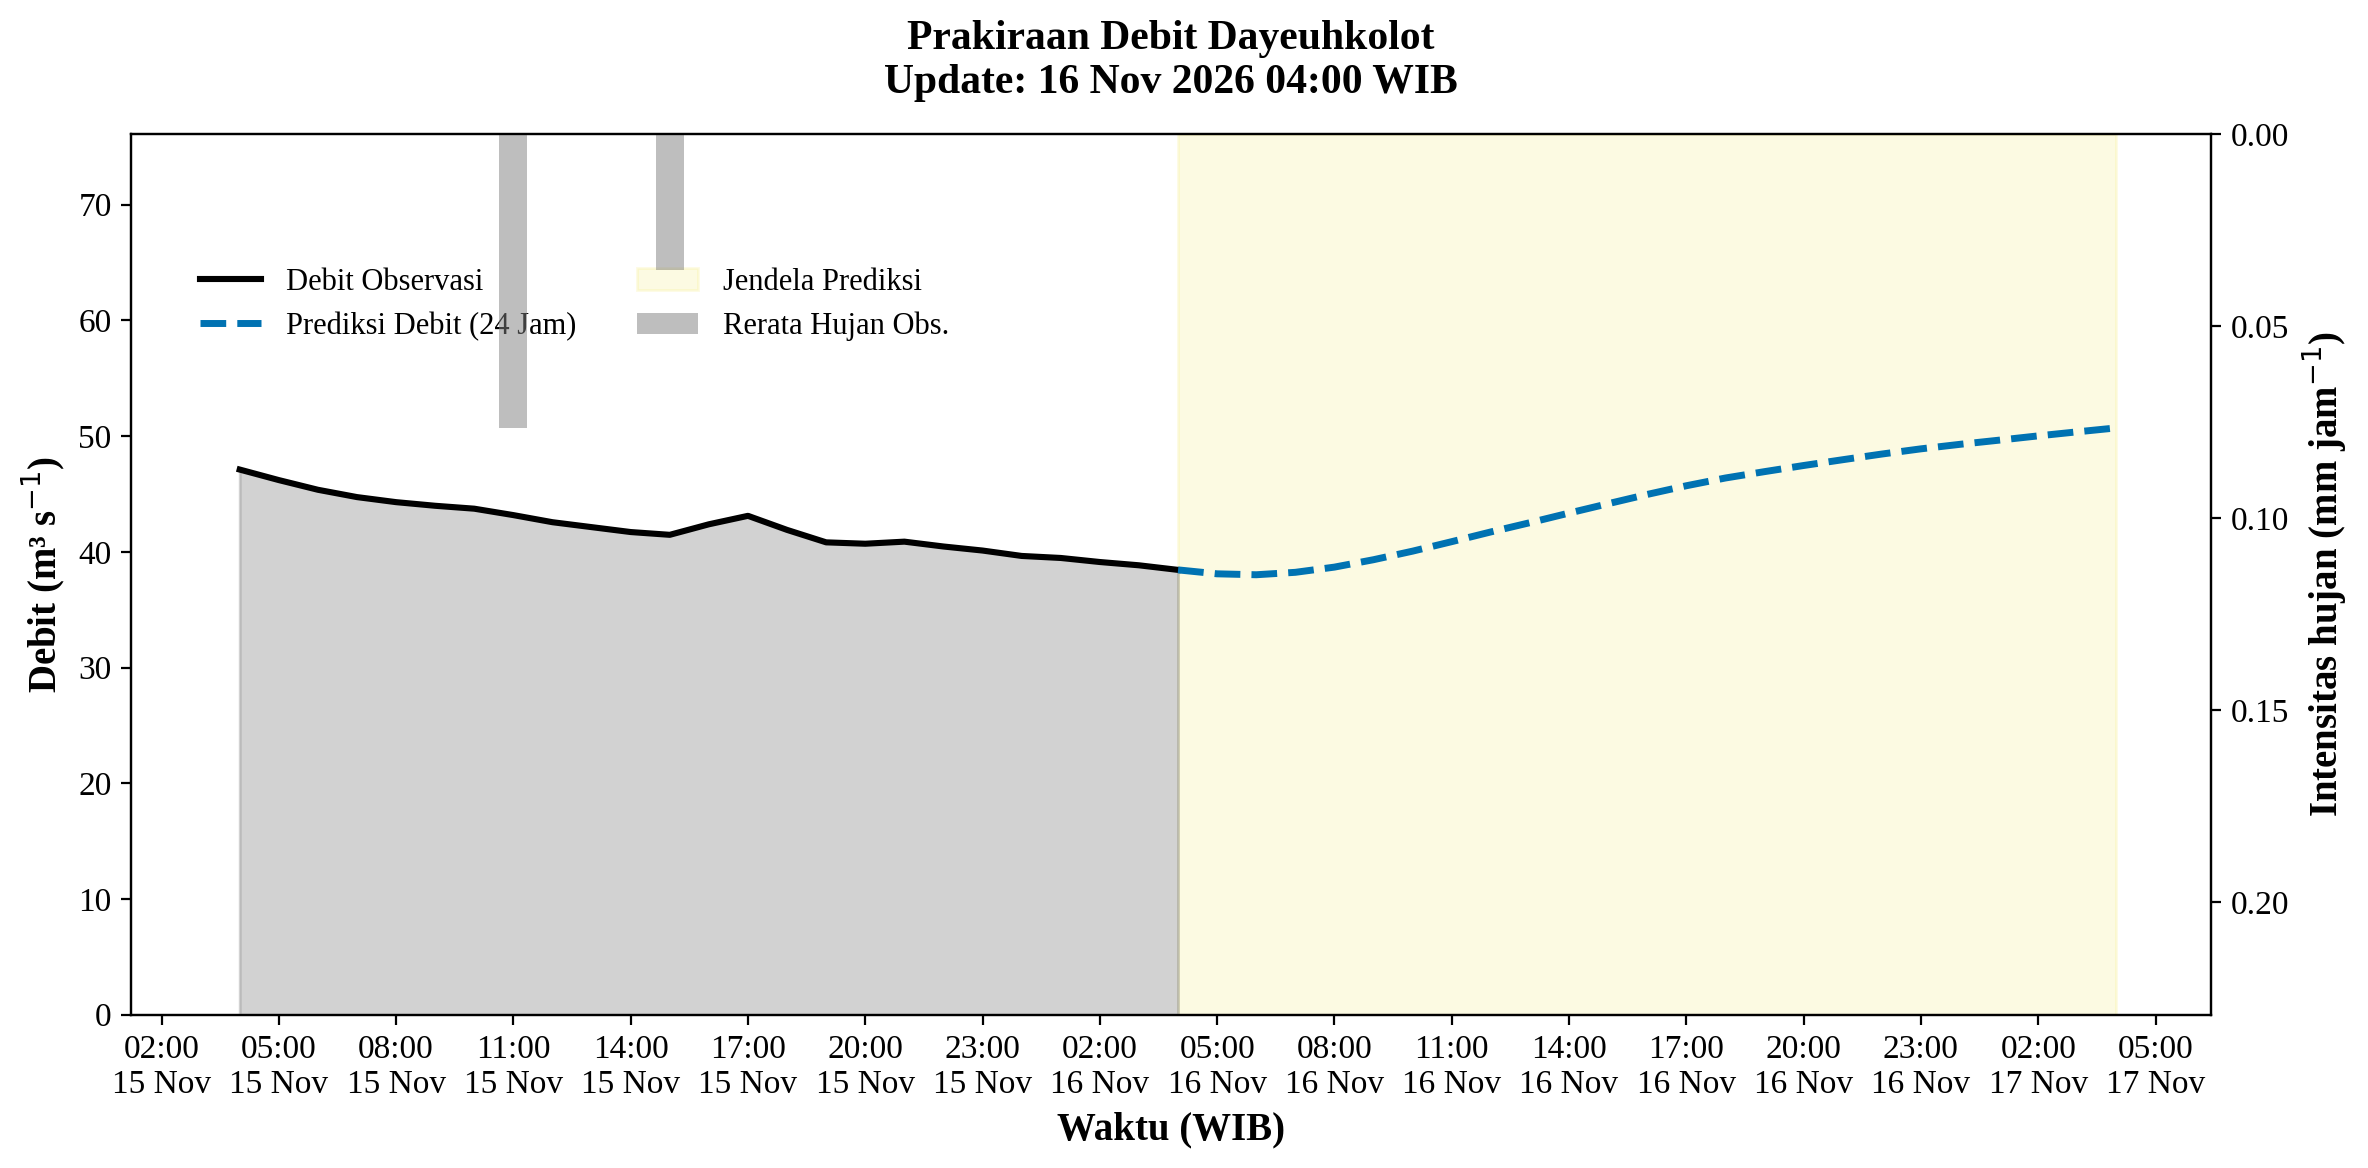 Prakiraan Debit Dayeuhkolot
Update: 16 Nov 2026 04:00 WIB
Debit (m³ s⁻¹)
70
60
50
40
30
20
10
0
Debit Observasi
Prediksi Debit (24 Jam)
Jendela Prediksi
Rerata Hujan Obs.
0.00
0.05
0.10
0.15
0.20
Intensitas hujan (mm jam⁻¹)
02:00 05:00 08:00 11:00 14:00 17:00 20:00 23:00 02:00 05:00 08:00 11:00 14:00 17:00 20:00 23:00 02:00 05:00
15 Nov 15 Nov 15 Nov 15 Nov 15 Nov 15 Nov 15 Nov 15 Nov 16 Nov 16 Nov 16 Nov 16 Nov 16 Nov 16 Nov 16 Nov 16 Nov 17 Nov 17 Nov
Waktu (WIB)